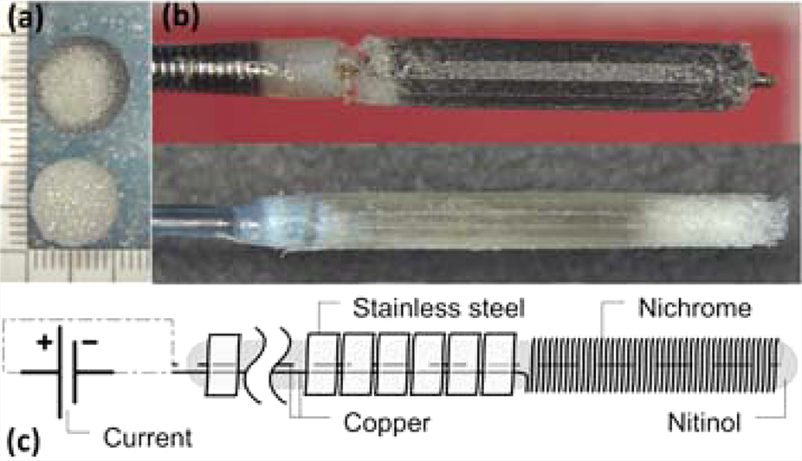 (a)
(b)
Stainless steel
Nichrome
+ −
Copper
Nitinol
Current
(c)